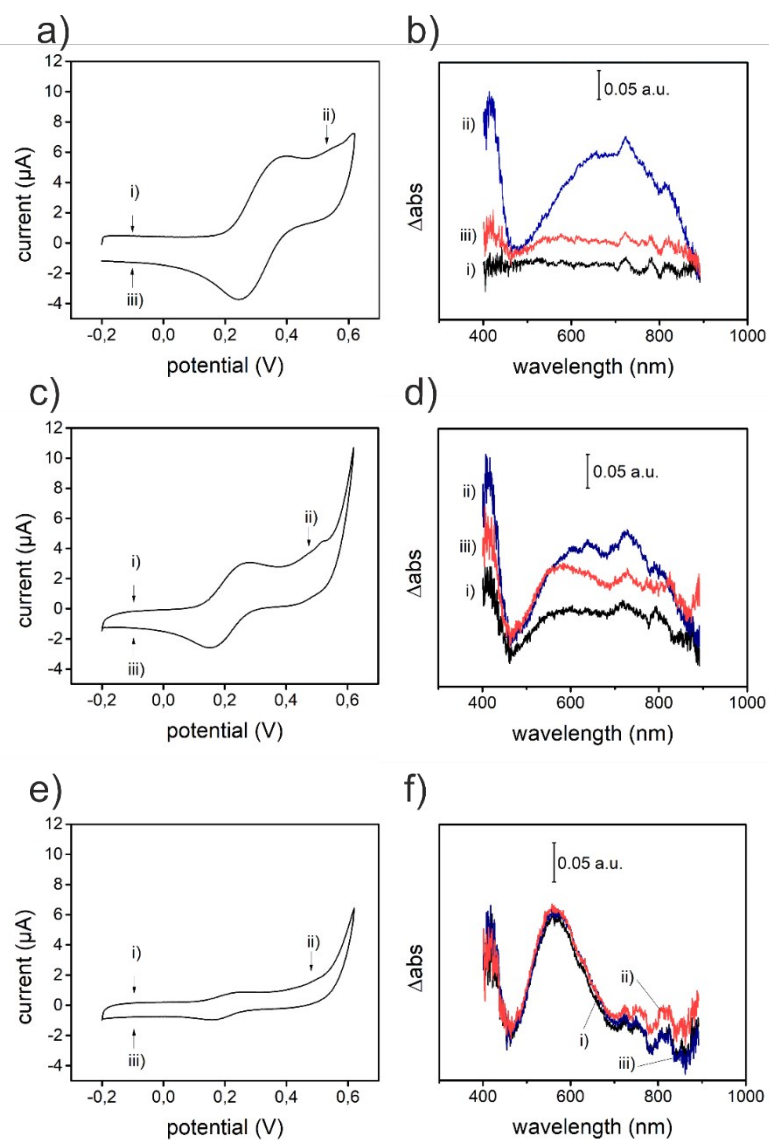 a)
12
10
8
6
4
2
0
-2
-4
current (µA)
i)
ii)
iii)
-0,2 0,0 0,2 0,4 0,6
potential (V)
b)
0.05 a.u.
ii)
iii)
i)
Δabs
400 600 800 1000
wavelength (nm)
c)
12
10
8
6
4
2
0
-2
-4
current (µA)
i)
ii)
iii)
-0,2 0,0 0,2 0,4 0,6
potential (V)
d)
0.05 a.u.
ii)
iii)
i)
Δabs
400 600 800 1000
wavelength (nm)
e)
12
10
8
6
4
2
0
-2
-4
current (µA)
i)
ii)
iii)
-0,2 0,0 0,2 0,4 0,6
potential (V)
f)
0.05 a.u.
ii)
i)
iii)
Δabs
400 600 800 1000
wavelength (nm)